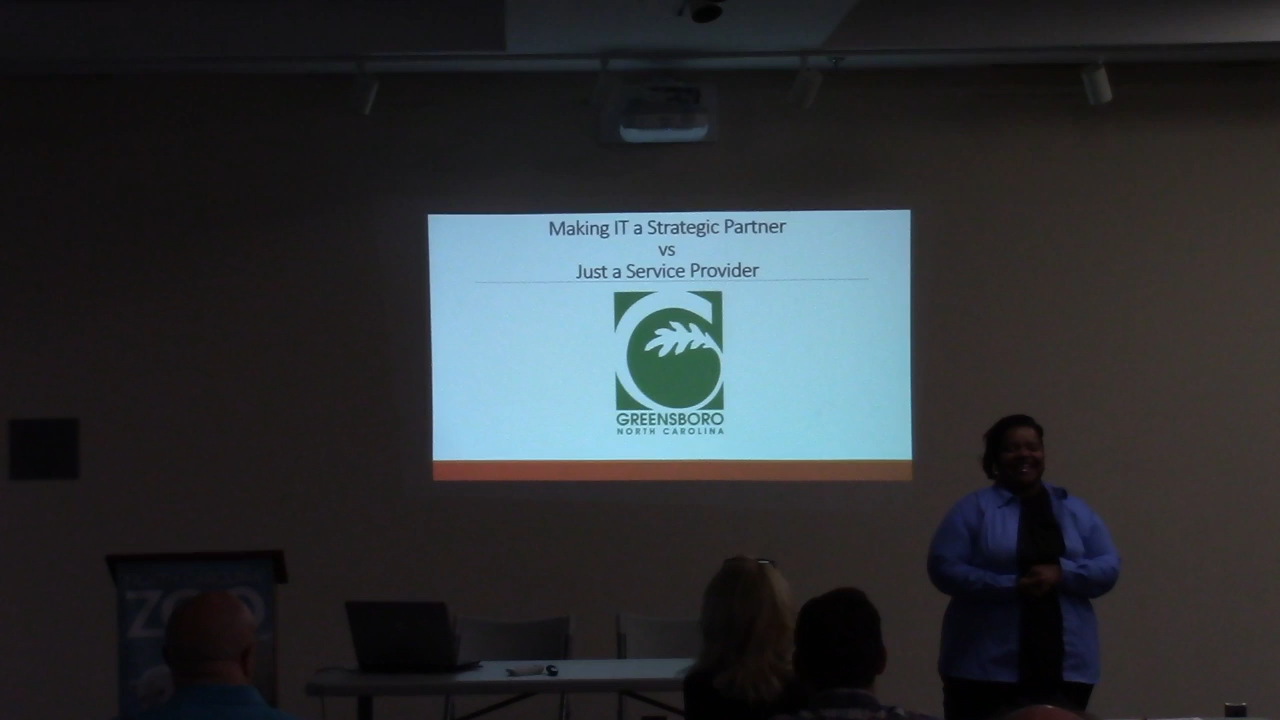 Making IT a Strategic Partner
vs
Just a Service Provider
GREENSBORO
NORTH CAROLINA